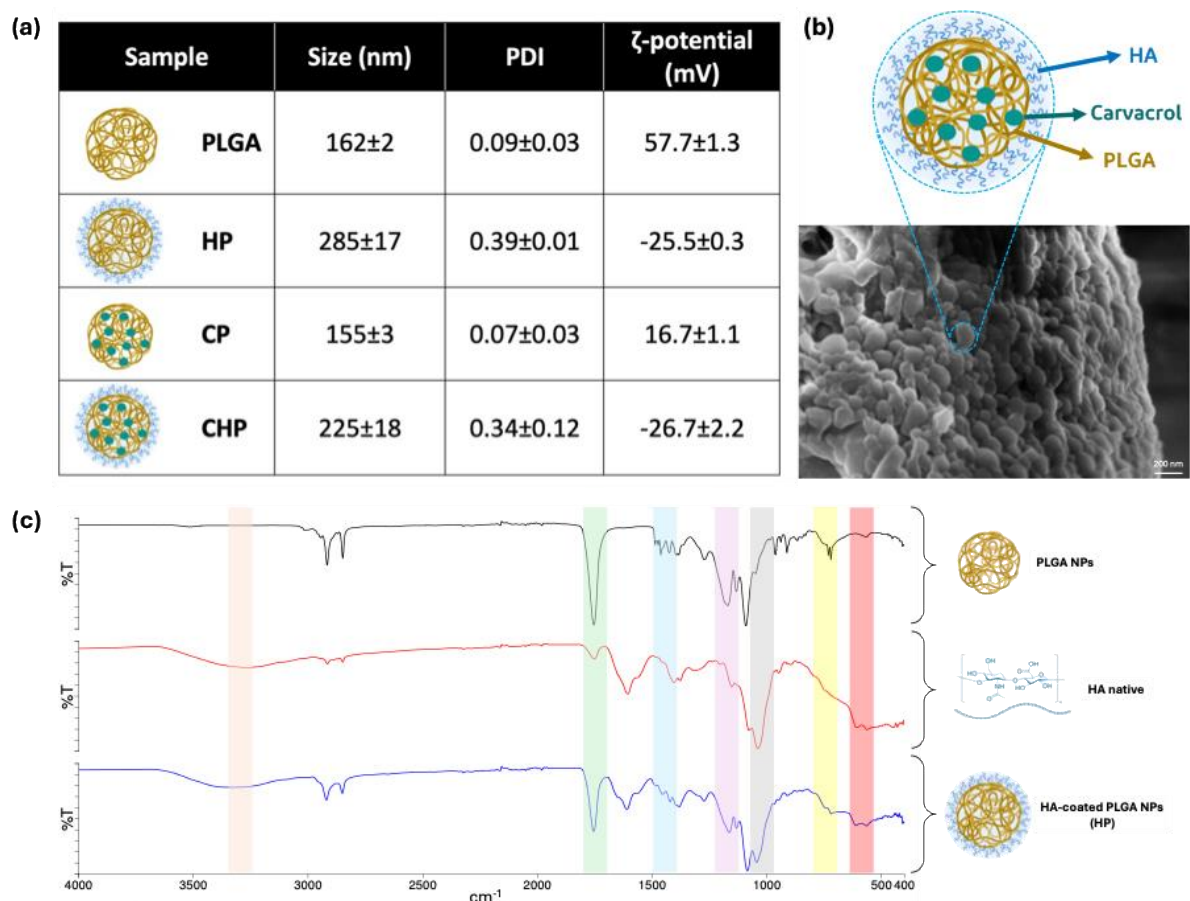 (a)
Sample Size (nm) PDI ζ-potential (mV)
PLGA 162±2 0.09±0.03 57.7±1.3
HP 285±17 0.39±0.01 -25.5±0.3
CP 155±3 0.07±0.03 16.7±1.1
CHP 225±18 0.34±0.12 -26.7±2.2
(b)
HA
Carvacrol
PLGA
200 nm
(c)
%T
PLGA NPs
%T
HA native
%T
HA-coated PLGA NPs
(HP)
4000 3500 3000 2500 2000 1500 1000 500 400
cm⁻¹